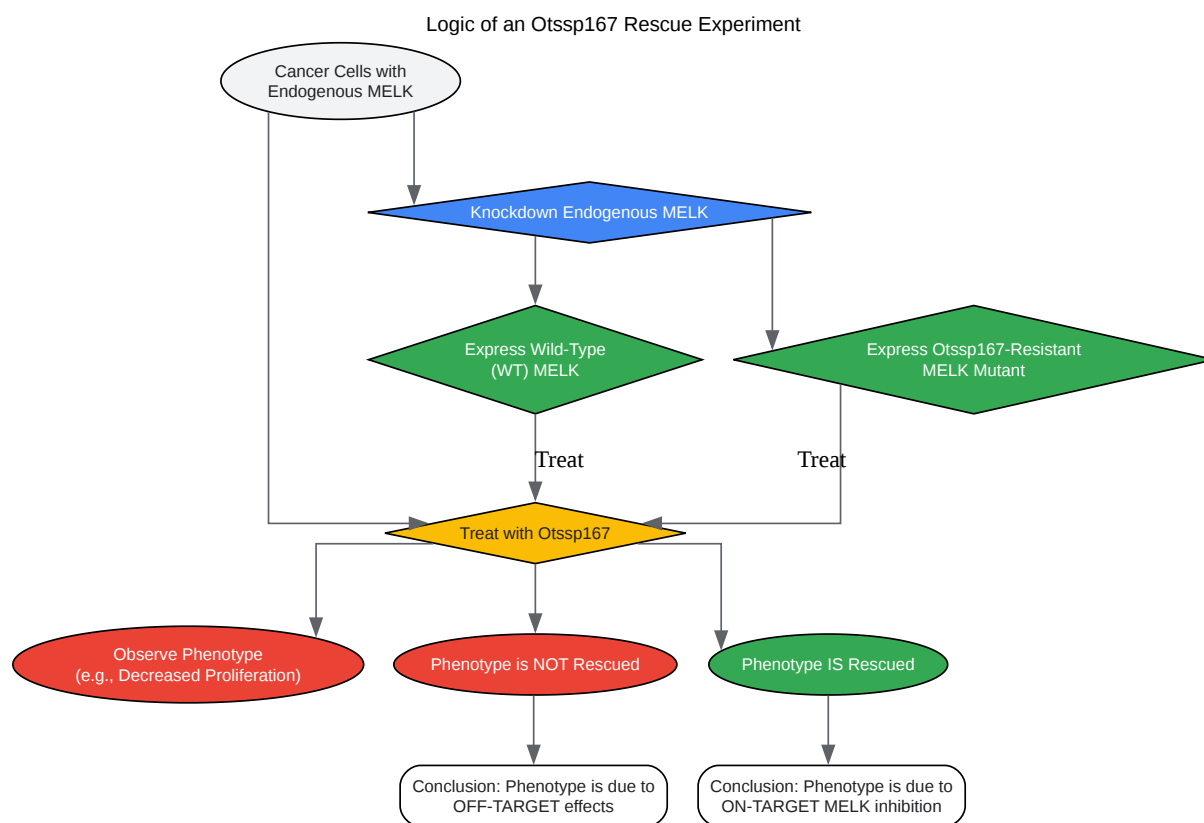 Logic of an Otssp167 Rescue Experiment
Cancer Cells with
Endogenous MELK
Knockdown Endogenous MELK
Express Wild-Type
(WT) MELK
Express Otssp167-Resistant
MELK Mutant
Treat
Treat
Treat with Otssp167
Observe Phenotype
(e.g., Decreased Proliferation)
Phenotype is NOT Rescued
Phenotype IS Rescued
Conclusion: Phenotype is due to
OFF-TARGET effects
Conclusion: Phenotype is due to
ON-TARGET MELK inhibition